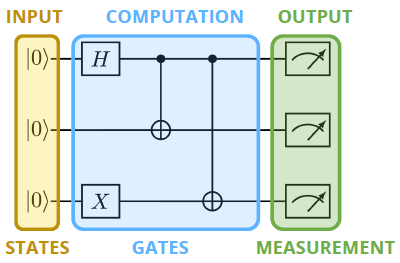 INPUT COMPUTATION OUTPUT
|0⟩ H
|0⟩
|0⟩ X
STATES GATES MEASUREMENT